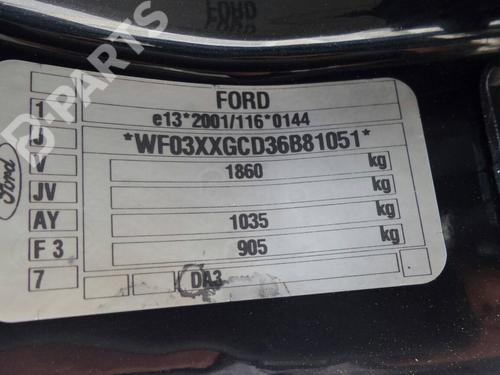 FORD
B-PARTS
FORD
1 e13*2001/116*0144
J *WF03XXGCD36B81051*
V 1860 kg
JV kg
AY 1035 kg
F 3 905 kg
7 DA3
Ford